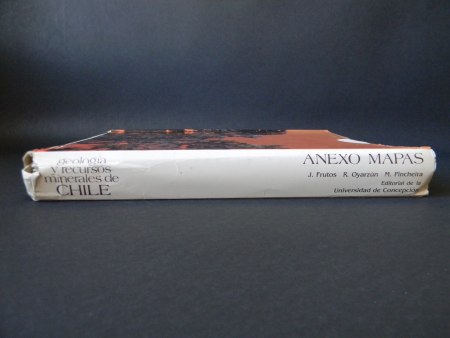 geología
y recursos
minerales de
CHILE
ANEXO MAPAS
J. Frutos R. Oyarzún M. Pincheira
Editorial de la
Universidad de Concepción